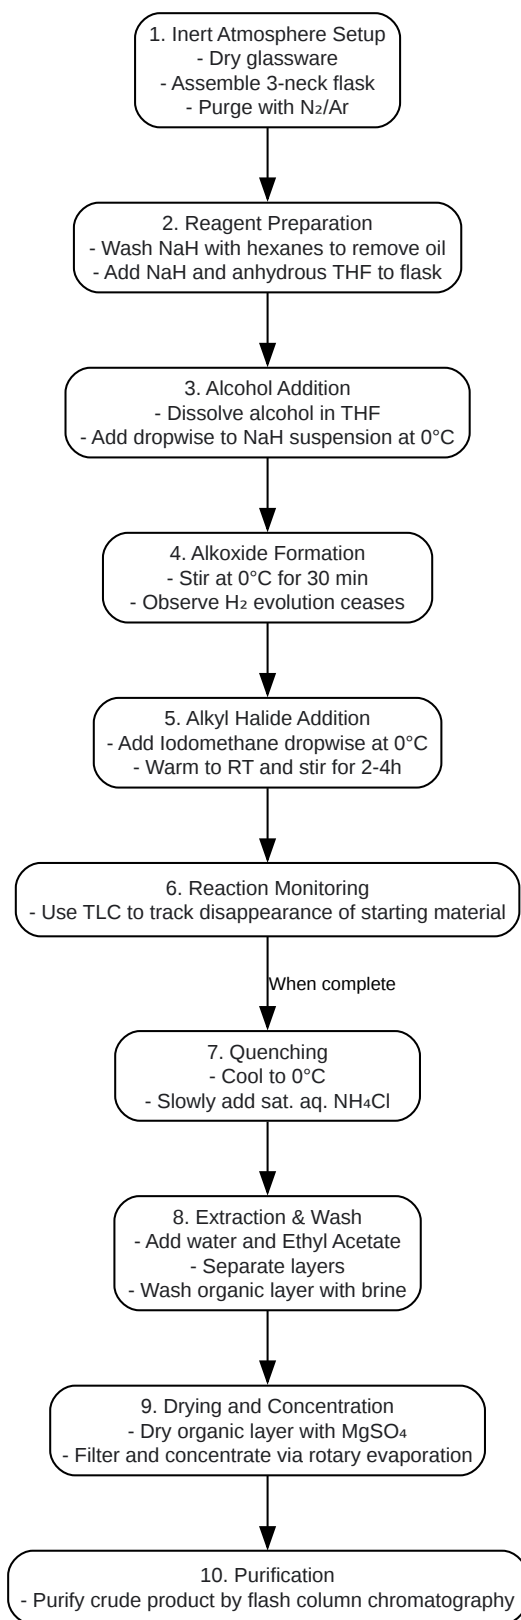 1. Inert Atmosphere Setup
- Dry glassware
- Assemble 3-neck flask
- Purge with N₂/Ar
2. Reagent Preparation
- Wash NaH with hexanes to remove oil
- Add NaH and anhydrous THF to flask
3. Alcohol Addition
- Dissolve alcohol in THF
- Add dropwise to NaH suspension at 0°C
4. Alkoxide Formation
- Stir at 0°C for 30 min
- Observe H₂ evolution ceases
5. Alkyl Halide Addition
- Add Iodomethane dropwise at 0°C
- Warm to RT and stir for 2-4h
6. Reaction Monitoring
- Use TLC to track disappearance of starting material
When complete
7. Quenching
- Cool to 0°C
- Slowly add sat. aq. NH₄Cl
8. Extraction & Wash
- Add water and Ethyl Acetate
- Separate layers
- Wash organic layer with brine
9. Drying and Concentration
- Dry organic layer with MgSO₄
- Filter and concentrate via rotary evaporation
10. Purification
- Purify crude product by flash column chromatography